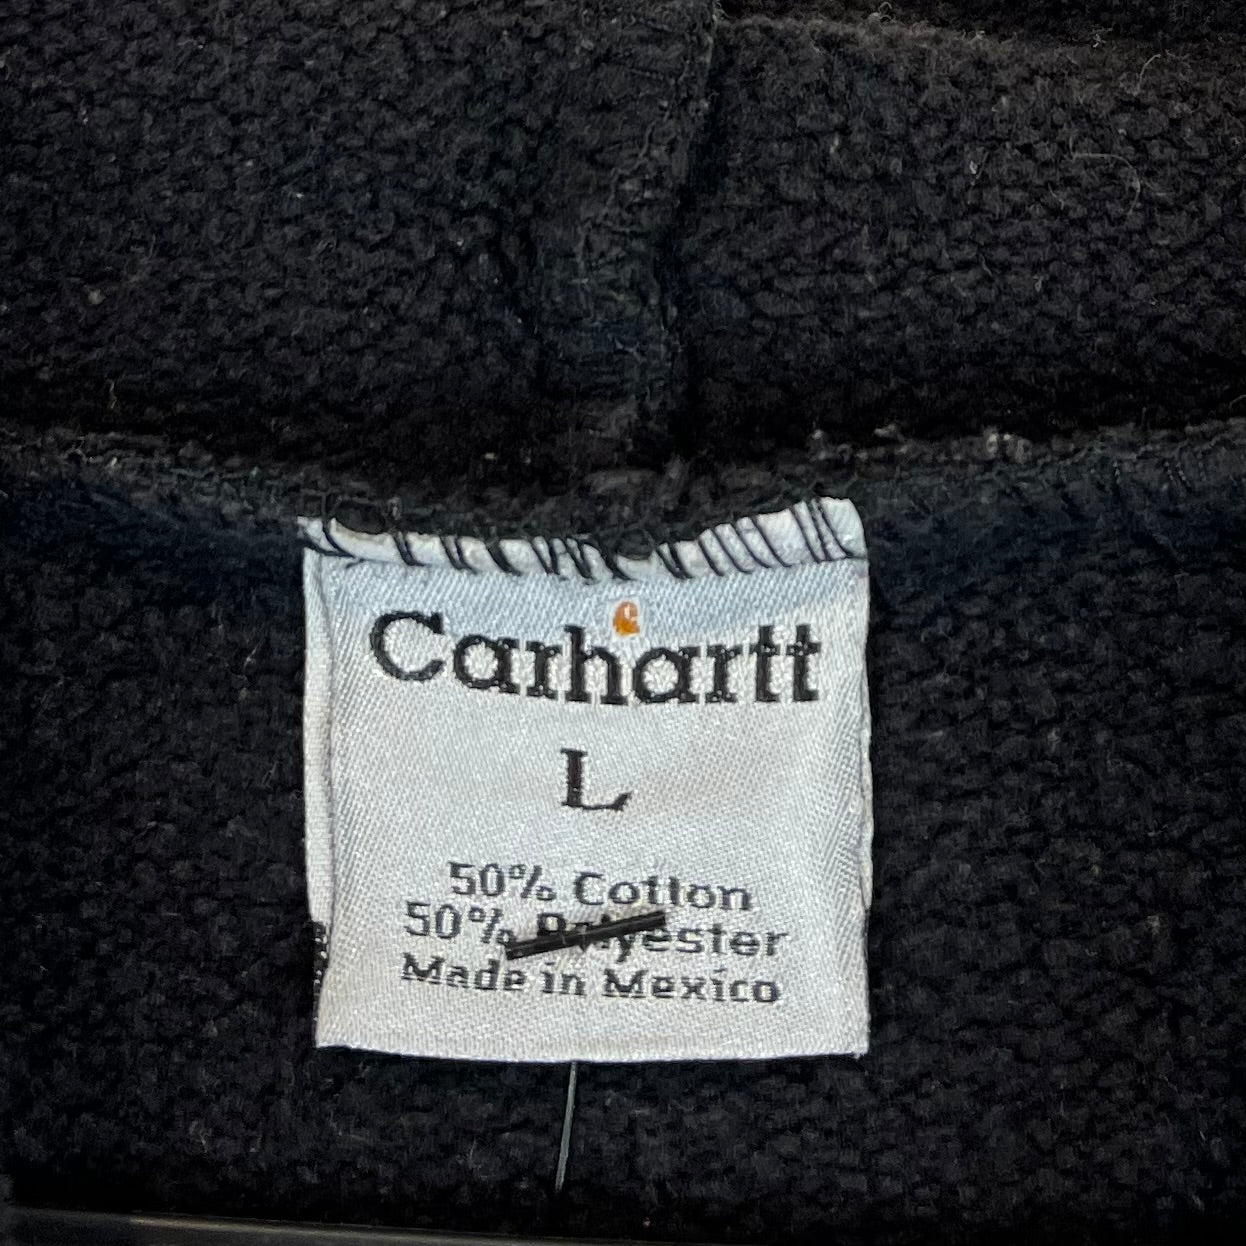 Carhartt
L
50% Cotton
50% Polyester
Made in Mexico